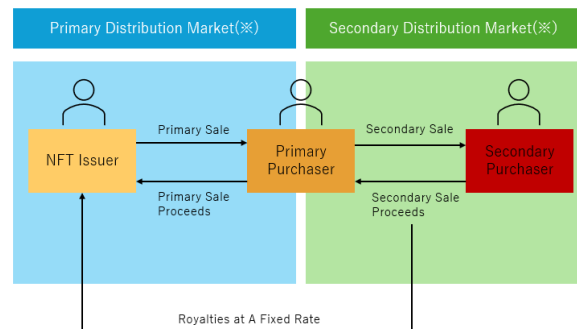 Primary Distribution Market(※)
Secondary Distribution Market(※)
Primary Sale
Secondary Sale
NFT Issuer
Primary
Purchaser
Secondary
Purchaser
Primary Sale
Proceeds
Secondary Sale
Proceeds
Royalties at A Fixed Rate